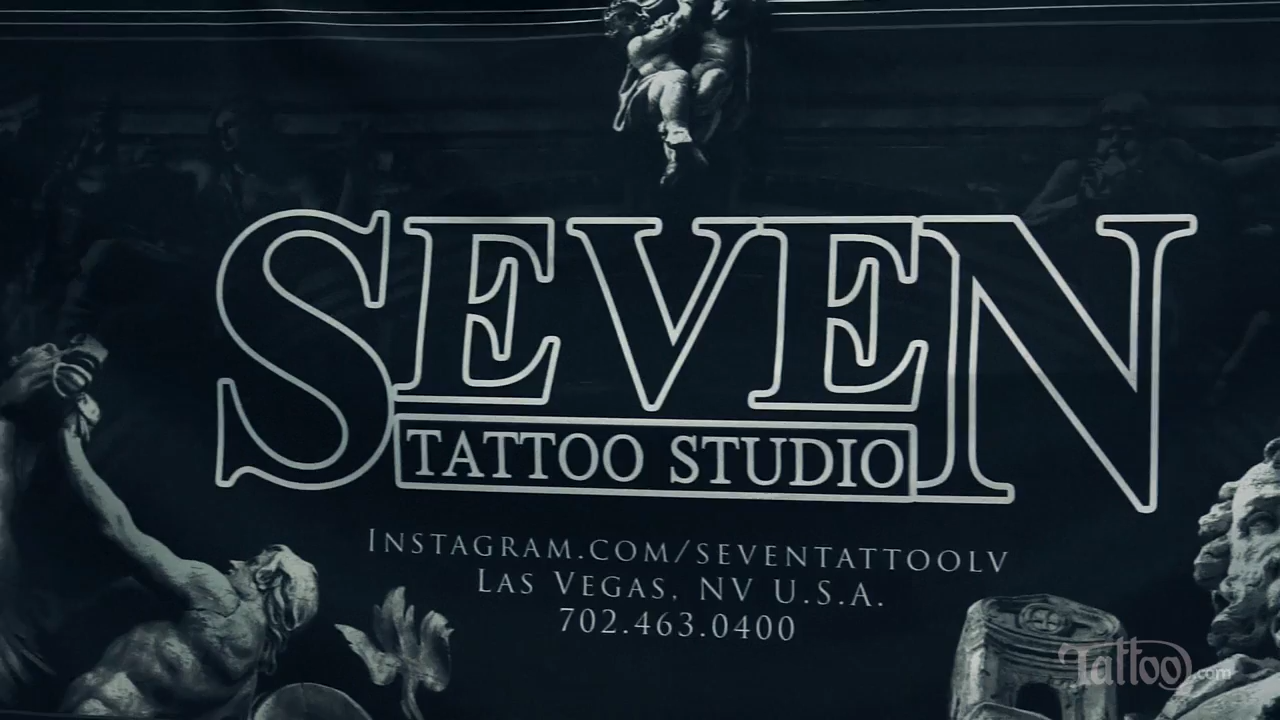 SEVEN
TATTOO STUDIO
INSTAGRAM.COM/SEVENTATTOOLV
LAS VEGAS, NV U.S.A.
702.463.0400
Tattoo.com